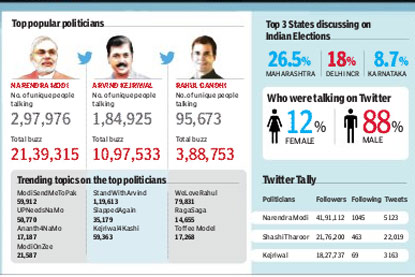 Top popular politicians
NARENDRA MODI
No. of unique people
talking
2,97,976
Total buzz
21,39,315
ARVIND KEJRIWAL
No. of unique people
talking
1,84,925
Total buzz
10,97,533
RAHUL GANDHI
No. of unique people
talking
95,673
Total buzz
3,88,753
Trending topics on the top politicians
ModiSendMeToPak
59,912
UPNeedsNaMo
58,770
Ananth4NaMo
17,187
ModiOnZee
21,587
StandWithArvind
1,19,613
SlappedAgain
35,179
Kejriwal4Kashi
59,363
WeLoveRahul
79,831
RagaSaga
14,655
Toffee Model
17,268
Top 3 States discussing on
Indian Elections
26.5% 18% 8.7%
MAHARASHTRA DELHI NCR KARNATAKA
Who were talking on Twitter
12%
FEMALE
88%
MALE
Twitter Tally
Politicians Followers Following Tweets
Narendra Modi 41,91,112 1045 5123
Shashi Tharoor 21,76,200 463 22,019
Kejriwal 18,27,737 69 3163